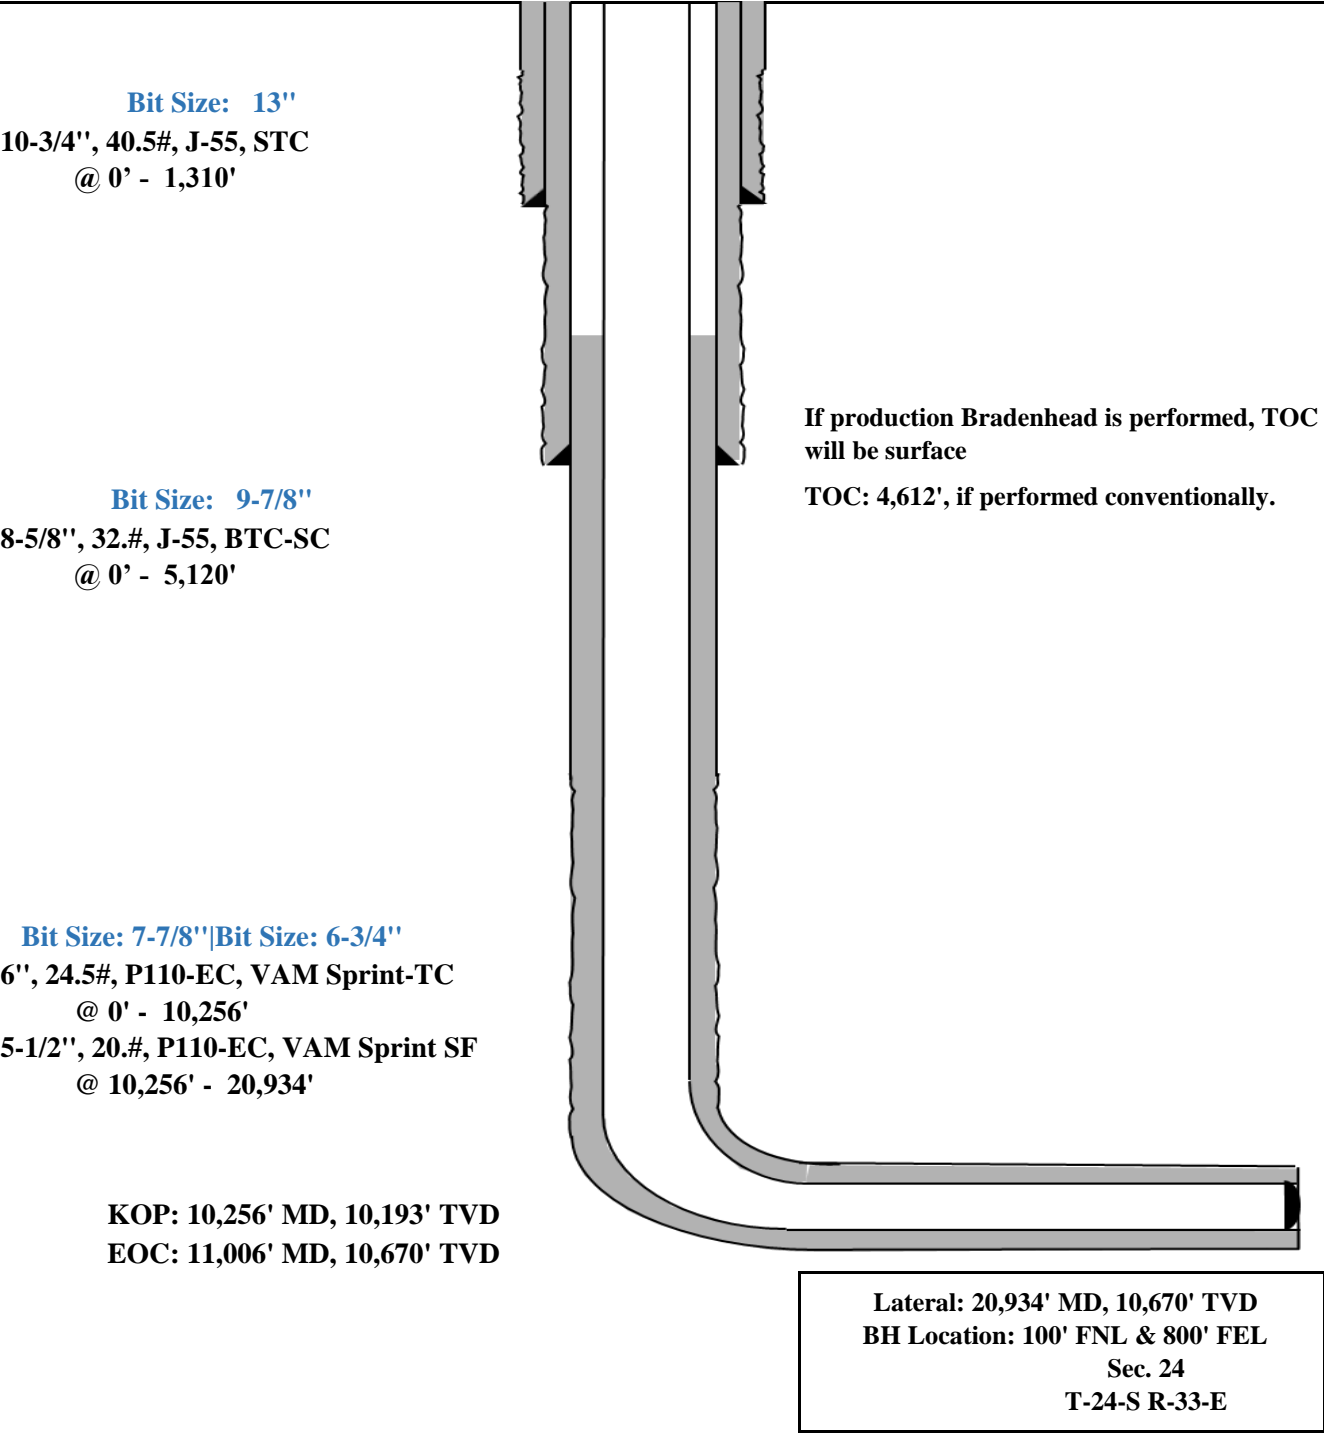 Bit Size: 13''
10-3/4'', 40.5#, J-55, STC
@ 0’ - 1,310'
If production Bradenhead is performed, TOC
will be surface
TOC: 4,612', if performed conventionally.
Bit Size: 9-7/8''
8-5/8'', 32.#, J-55, BTC-SC
@ 0’ - 5,120'
Bit Size: 7-7/8''|Bit Size: 6-3/4''
6'', 24.5#, P110-EC, VAM Sprint-TC
@ 0' - 10,256'
5-1/2'', 20.#, P110-EC, VAM Sprint SF
@ 10,256' - 20,934'
KOP: 10,256' MD, 10,193' TVD
EOC: 11,006' MD, 10,670' TVD
Lateral: 20,934' MD, 10,670' TVD
BH Location: 100' FNL & 800' FEL
Sec. 24
T-24-S R-33-E